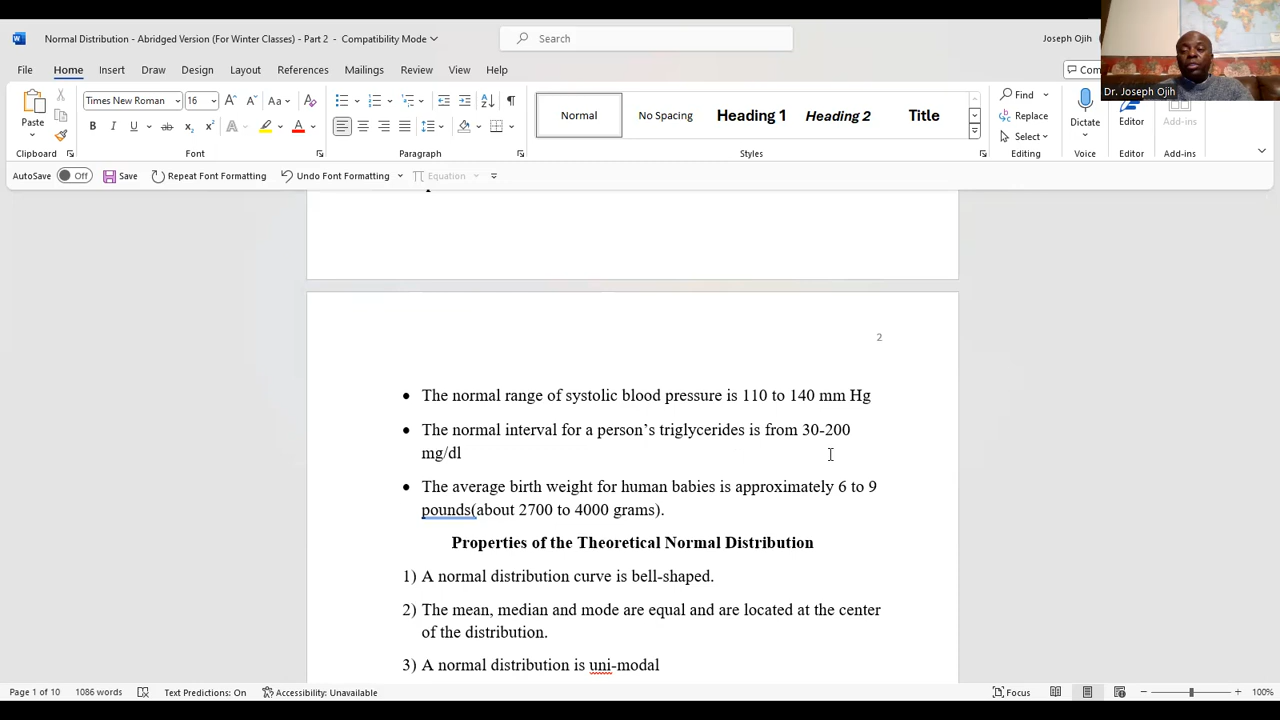 Normal Distribution - Abridged Version (For Winter Classes) - Part 2 - Compatibility Mode
Search
Joseph Ojih
File Home Insert Draw Design Layout References Mailings Review View Help
Com
Dr. Joseph Ojih
Paste
Times New Roman 16
Normal
No Spacing
Heading 1
Heading 2
Title
Find
Replace
Select
Dictate
Editor
Add-ins
Clipboard Font Paragraph Styles Editing Voice Editor Add-ins
AutoSave Off Save Repeat Font Formatting Undo Font Formatting Equation
2
• The normal range of systolic blood pressure is 110 to 140 mm Hg
• The normal interval for a person’s triglycerides is from 30-200
mg/dl
• The average birth weight for human babies is approximately 6 to 9
pounds(about 2700 to 4000 grams).
Properties of the Theoretical Normal Distribution
1) A normal distribution curve is bell-shaped.
2) The mean, median and mode are equal and are located at the center
of the distribution.
3) A normal distribution is uni-modal
Page 1 of 10 1086 words Text Predictions: On Accessibility: Unavailable Focus 100%